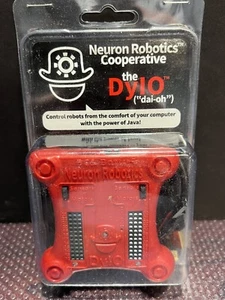 Neuron Robotics™
Cooperative
the
DyIO™
("dai-oh")
Control robots from the comfort of your computer
with the power of Java!
Neuron Robotics
DyIO